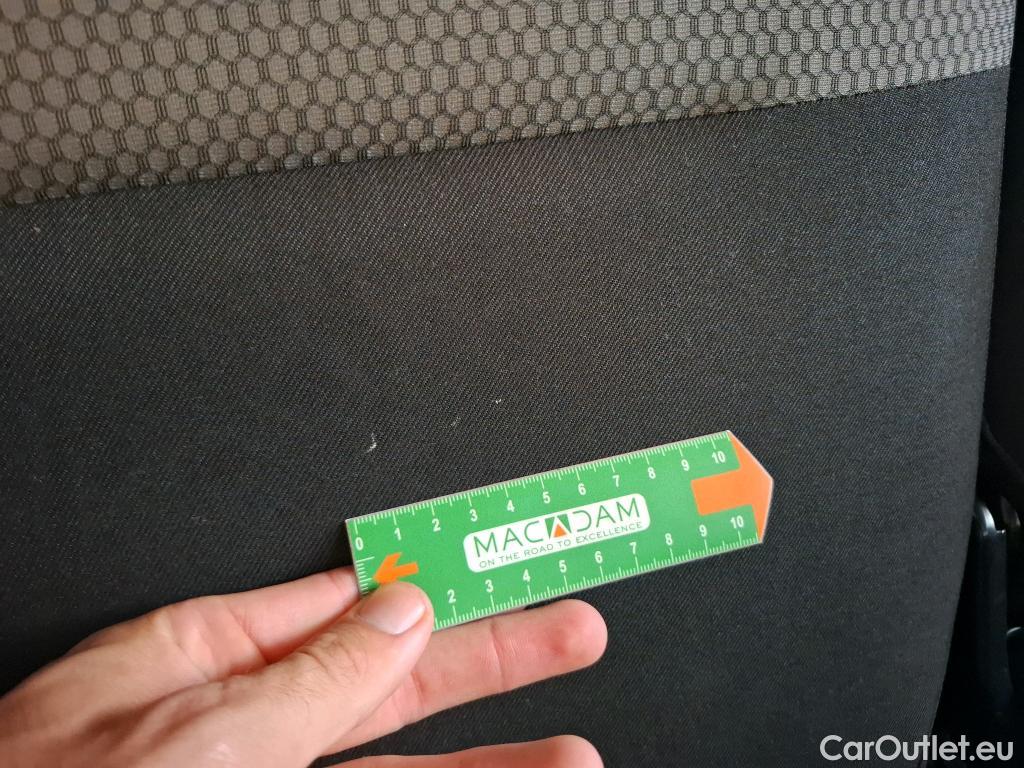 0 1 2 3 4 5 6 7 8 9 10
MACADAM
ON THE ROAD TO EXCELLENCE
2 3 4 5 6 7 8 9 10
CarOutlet.eu